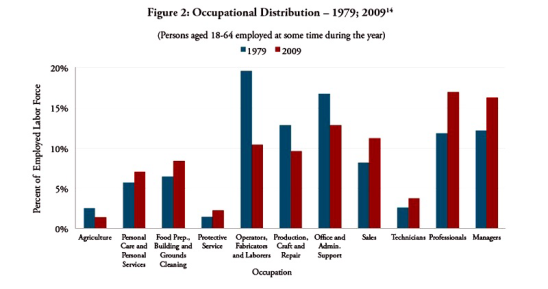 Figure 2: Occupational Distribution – 1979; 2009¹⁴
(Persons aged 18-64 employed at some time during the year)
1979 2009
Percent of Employed Labor Force
20%
15%
10%
5%
0%
Agriculture
Personal
Care and
Personal
Services
Food Prep.,
Building and
Grounds
Cleaning
Protective
Service
Operators,
Fabricators
and Laborers
Production,
Craft and
Repair
Office and
Admin.
Support
Sales
Technicians
Professionals
Managers
Occupation